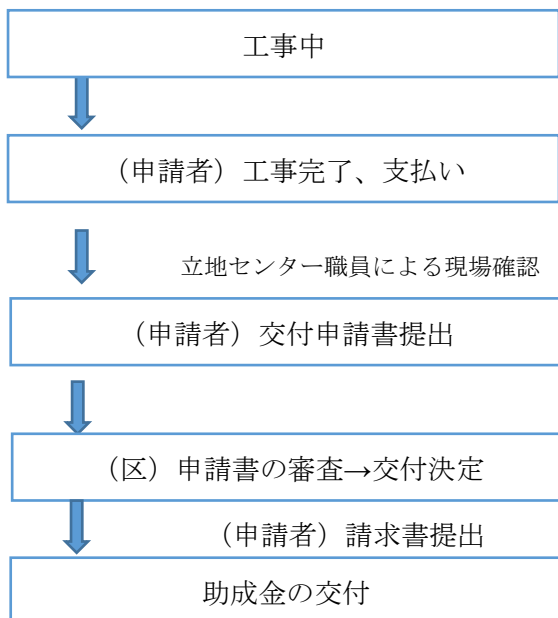 工事中
（申請者）工事完了、支払い
立地センター職員による現場確認
（申請者）交付申請書提出
（区）申請書の審査→交付決定
（申請者）請求書提出
助成金の交付